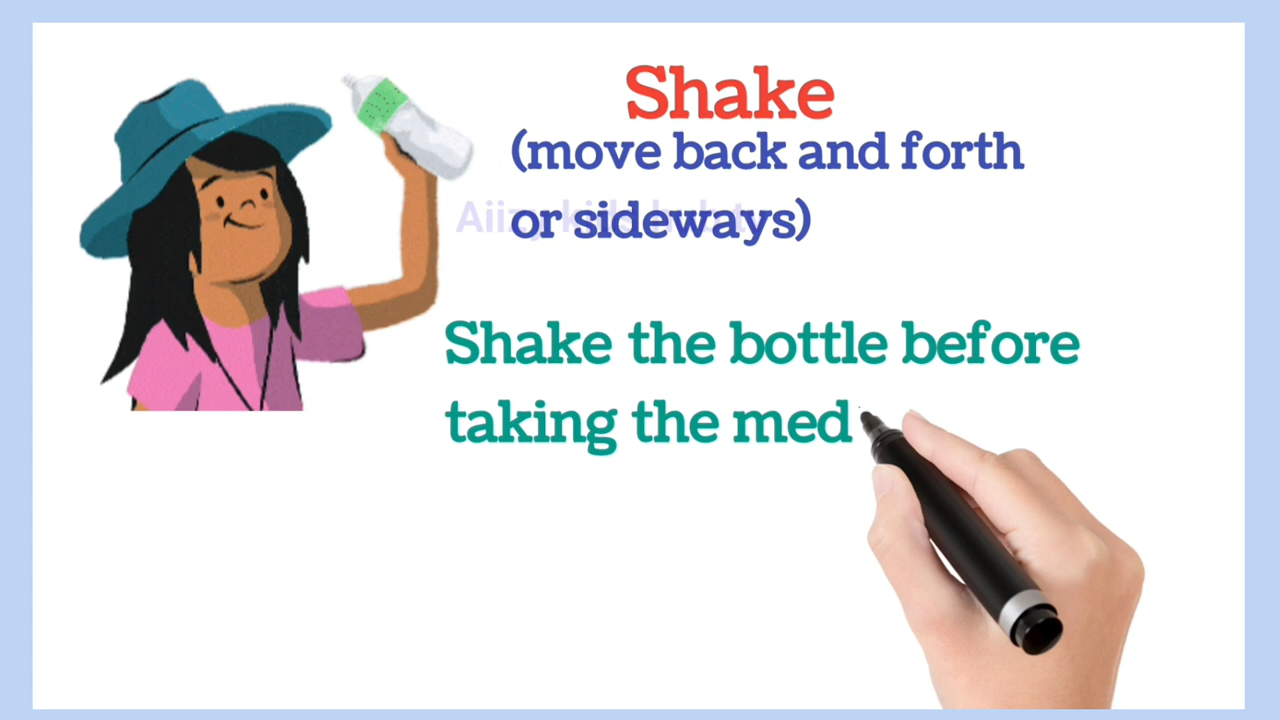 Shake
(move back and forth
or sideways)
Shake the bottle before
taking the med